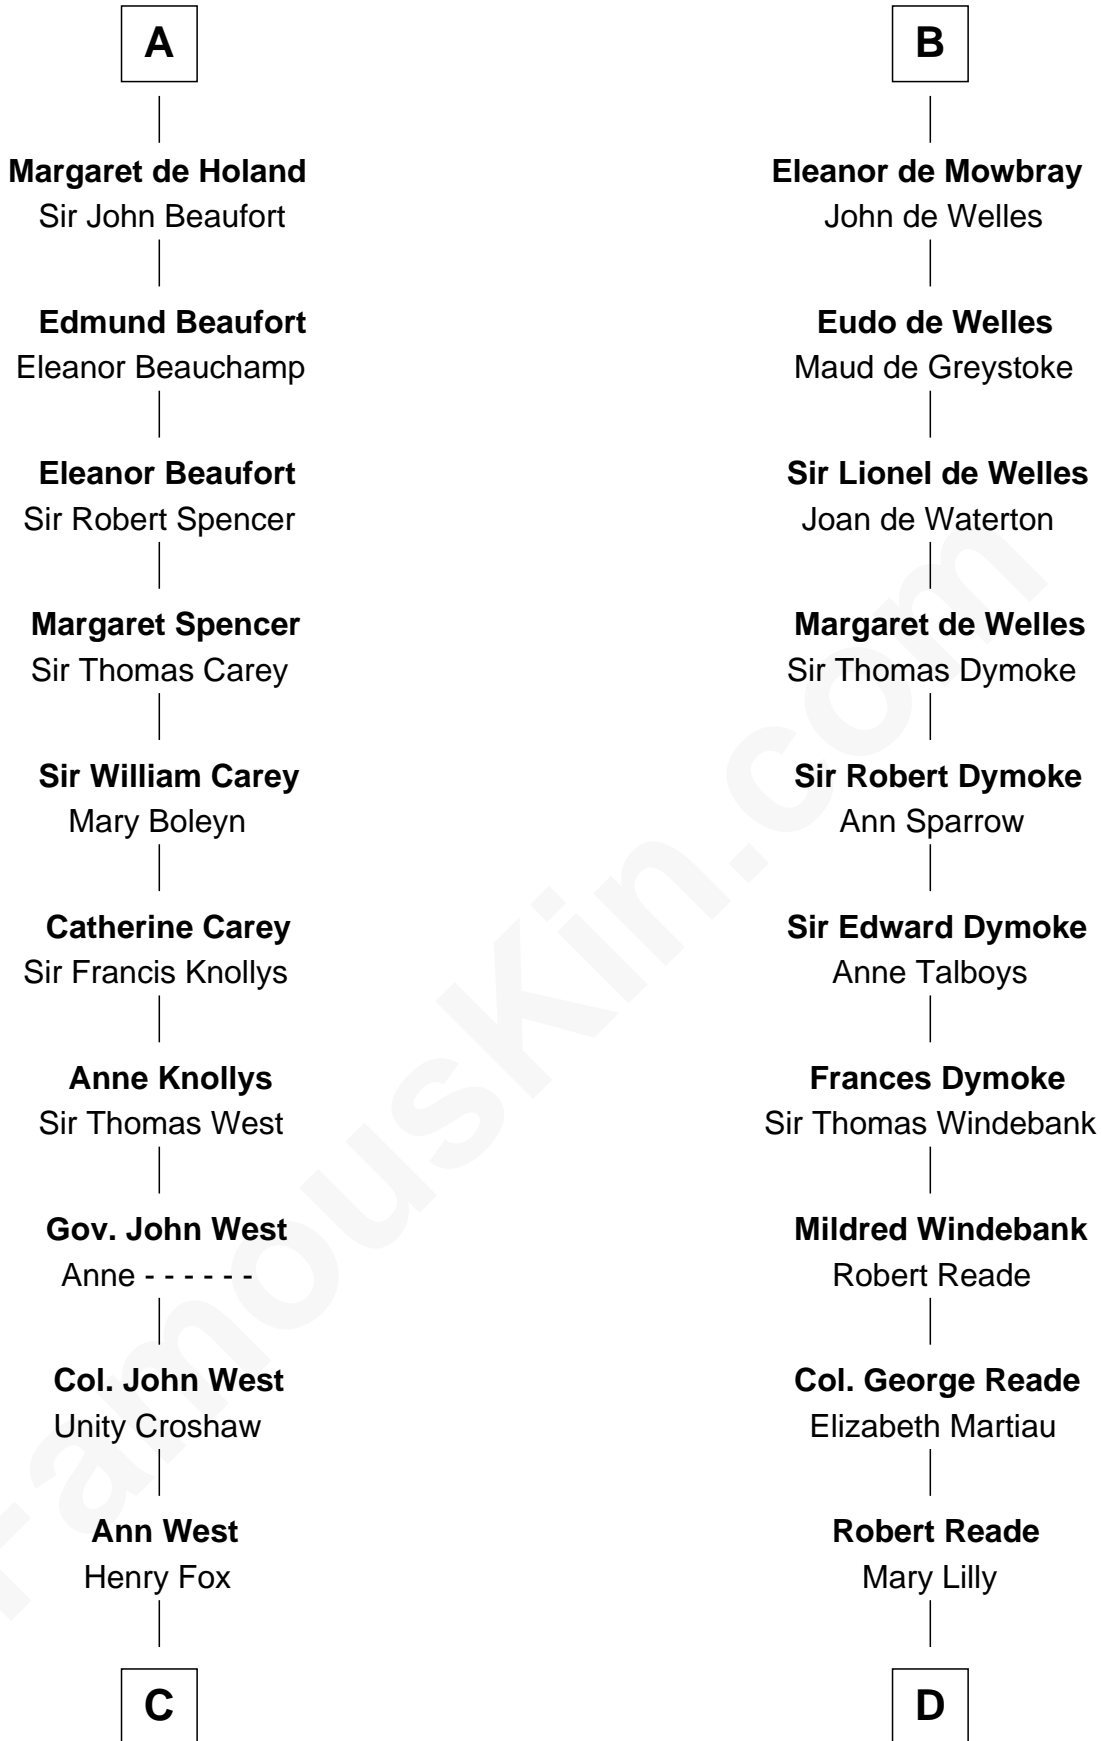 A
Margaret de Holand
Sir John Beaufort
Edmund Beaufort
Eleanor Beauchamp
Eleanor Beaufort
Sir Robert Spencer
Margaret Spencer
Sir Thomas Carey
Sir William Carey
Mary Boleyn
Catherine Carey
Sir Francis Knollys
Anne Knollys
Sir Thomas West
Gov. John West
Anne - - - - - -
Col. John West
Unity Croshaw
Ann West
Henry Fox
C
B
Eleanor de Mowbray
John de Welles
Eudo de Welles
Maud de Greystoke
Sir Lionel de Welles
Joan de Waterton
Margaret de Welles
Sir Thomas Dymoke
Sir Robert Dymoke
Ann Sparrow
Sir Edward Dymoke
Anne Talboys
Frances Dymoke
Sir Thomas Windebank
Mildred Windebank
Robert Reade
Col. George Reade
Elizabeth Martiau
Robert Reade
Mary Lilly
D
FamousKin.com